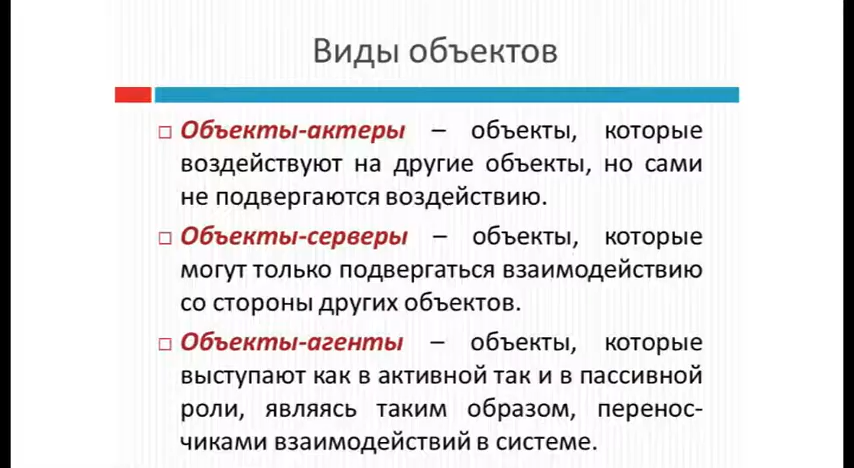 Виды объектов
Объекты-актеры – объекты, которые
воздействуют на другие объекты, но сами
не подвергаются воздействию.
Объекты-серверы – объекты, которые
могут только подвергаться взаимодействию
со стороны других объектов.
Объекты-агенты – объекты, которые
выступают как в активной так и в пассивной
роли, являясь таким образом, перенос-
чиками взаимодействий в системе.